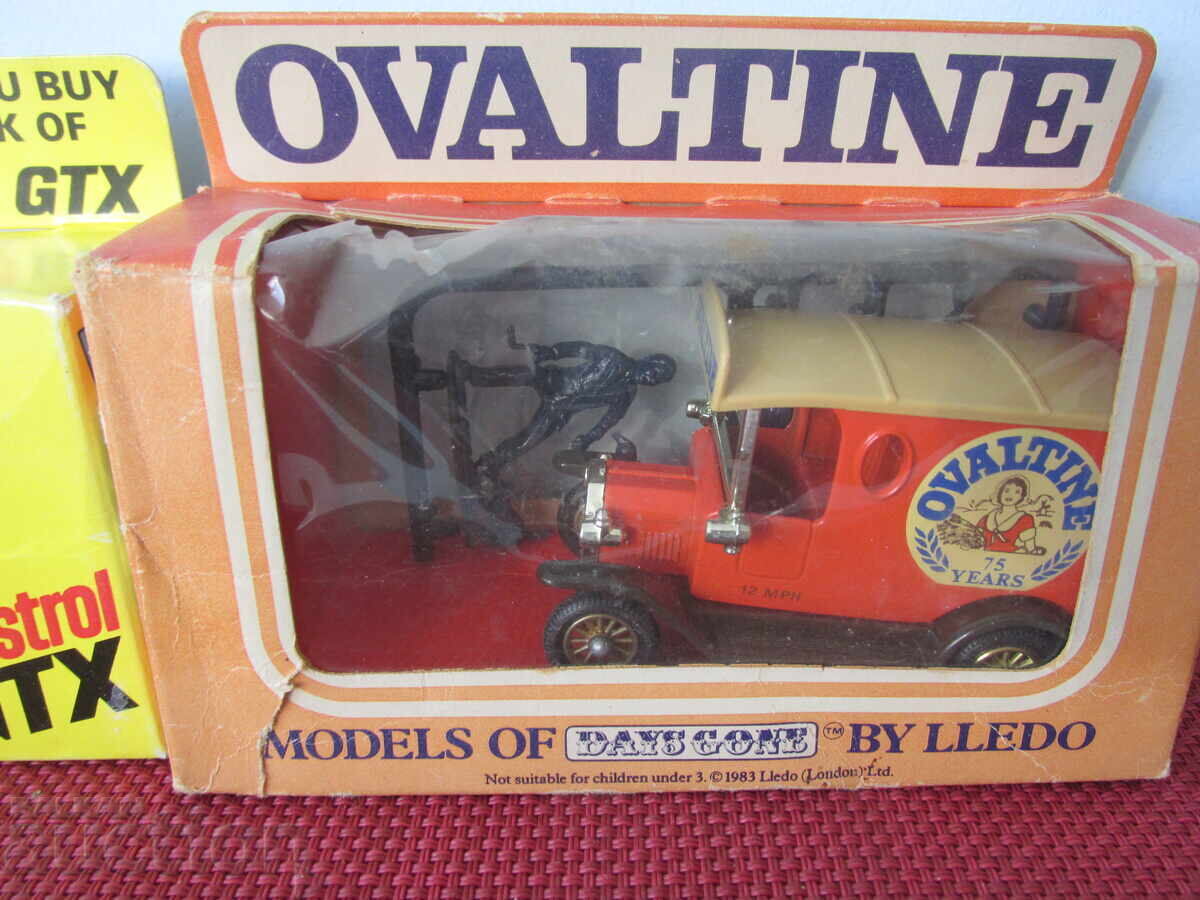 U BUY
K OF
GTX
strol
TX
OVALTINE
OVALTINE
75
YEARS
12 MPH
MODELS OF DAYS GONE ™ BY LLEDO
Not suitable for children under 3. © 1983 Lledo (London) Ltd.